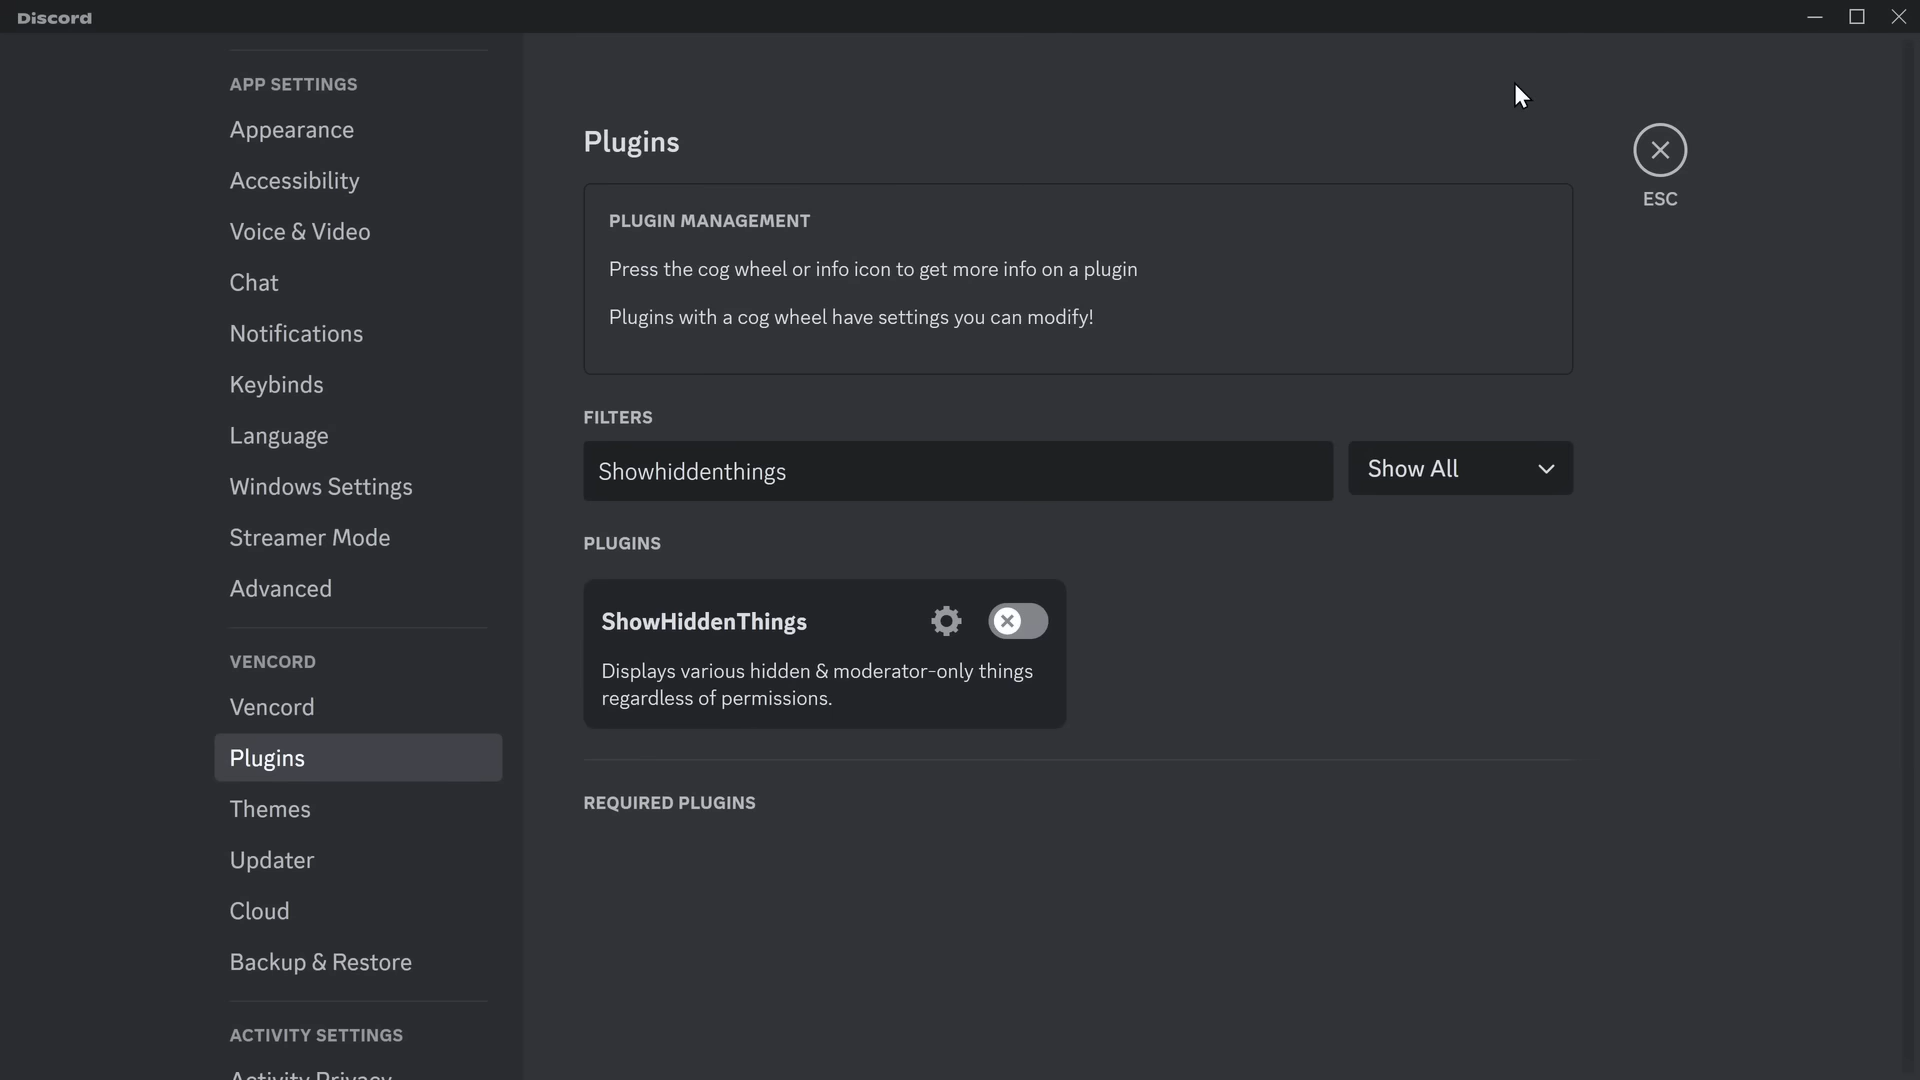 Discord
APP SETTINGS
Appearance
Accessibility
Voice & Video
Chat
Notifications
Keybinds
Language
Windows Settings
Streamer Mode
Advanced
VENCORD
Vencord
Plugins
Themes
Updater
Cloud
Backup & Restore
ACTIVITY SETTINGS
Activity Privacy
Plugins
PLUGIN MANAGEMENT
Press the cog wheel or info icon to get more info on a plugin
Plugins with a cog wheel have settings you can modify!
ESC
FILTERS
Showhiddenthings
Show All
PLUGINS
ShowHiddenThings
Displays various hidden & moderator-only things
regardless of permissions.
REQUIRED PLUGINS